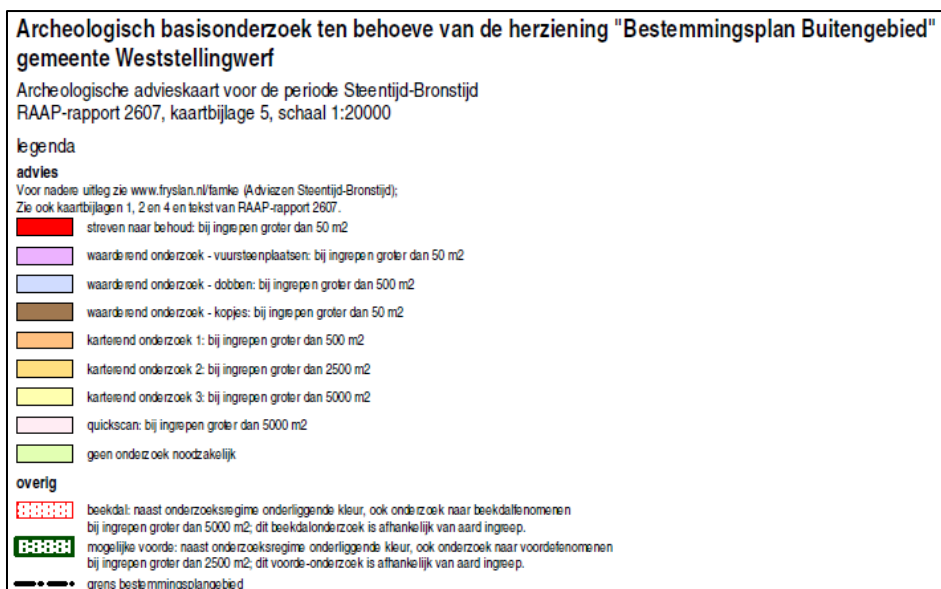 Archeologisch basisonderzoek ten behoeve van de herziening "Bestemmingsplan Buitengebied"
gemeente Weststellingwerf
Archeologische advieskaart voor de periode Steentijd-Bronstijd
RAAP-rapport 2607, kaartbijlage 5, schaal 1:20000
legenda
advies
Voor nadere uitleg zie www.fryslan.nl/famke (Adviezen Steentijd-Bronstijd);
Zie ook kaartbijlagen 1, 2 en 4 en tekst van RAAP-rapport 2607.
streven naar behoud: bij ingrepen groter dan 50 m2
waarderend onderzoek - vuursteenplaatsen: bij ingrepen groter dan 50 m2
waarderend onderzoek - dobben: bij ingrepen groter dan 500 m2
waarderend onderzoek - kopjes: bij ingrepen groter dan 50 m2
karterend onderzoek 1: bij ingrepen groter dan 500 m2
karterend onderzoek 2: bij ingrepen groter dan 2500 m2
karterend onderzoek 3: bij ingrepen groter dan 5000 m2
quickscan: bij ingrepen groter dan 5000 m2
geen onderzoek noodzakelijk
overig
beekdal: naast onderzoeksregime onderliggende kleur, ook onderzoek naar beekdalfenomenen
bij ingrepen groter dan 5000 m2; dit beekdalonderzoek is afhankelijk van aard ingreep.
mogelijke voorde: naast onderzoeksregime onderliggende kleur, ook onderzoek naar voordefenomenen
bij ingrepen groter dan 2500 m2; dit voorde-onderzoek is afhankelijk van aard ingreep.
grens bestemmingsplangebied